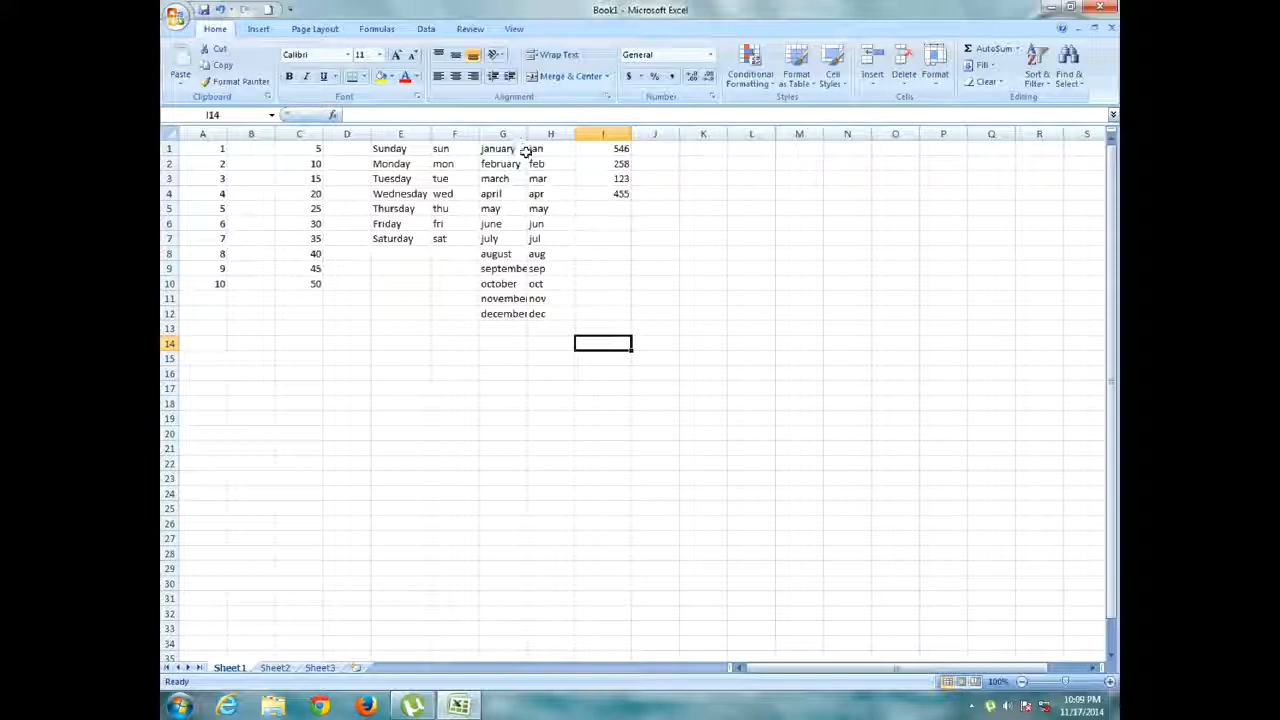 Book1 - Microsoft Excel
Home Insert Page Layout Formulas Data Review View
Paste Cut Calibri 11 Wrap Text General Conditional Formatting Format as Table Cell Styles Insert Delete Format AutoSum Sort & Filter Find & Select
Copy Fill
Format Painter B I U A Merge & Center $ % , Clear
Clipboard Font Alignment Number Styles Cells Editing
I14 fx
A B C D E F G H I J K L M N O P Q R S
1 1 5 Sunday sun january jan 546
2 2 10 Monday mon february feb 258
3 3 15 Tuesday tue march mar 123
4 4 20 Wednesday wed april apr 455
5 5 25 Thursday thu may may
6 6 30 Friday fri june jun
7 7 35 Saturday sat july jul
8 8 40 august aug
9 9 45 septembe sep
10 10 50 october oct
11 november nov
12 december dec
13
14
15
16
17
18
19
20
21
22
23
24
25
26
27
28
29
30
31
32
33
34
35
Sheet1 Sheet2 Sheet3
Ready 100%
10:09 PM
11/17/2014